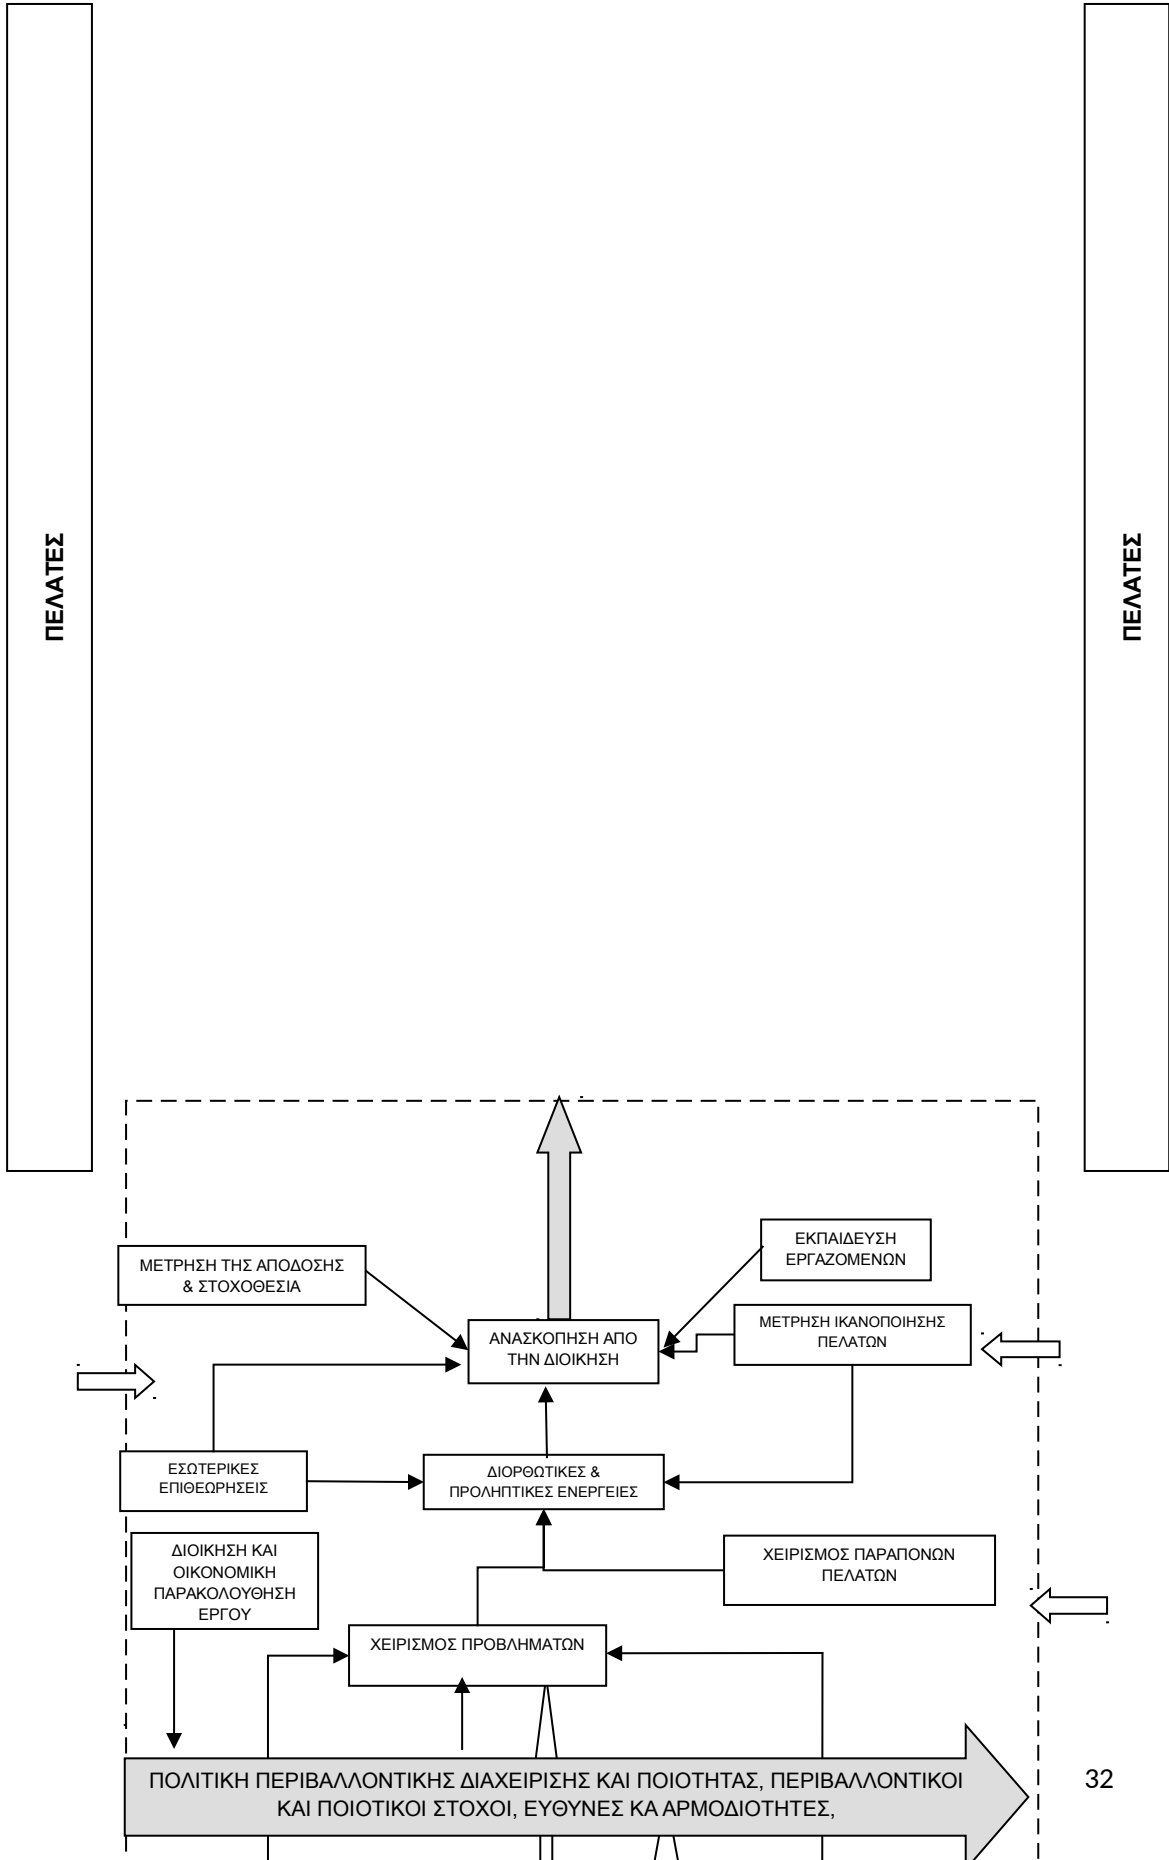 ΠΕΛΑΤΕΣ
ΠΕΛΑΤΕΣ
ΕΚΠΑΙΔΕΥΣΗ
ΕΡΓΑΖΟΜΕΝΩΝ
ΜΕΤΡΗΣΗ ΤΗΣ ΑΠΟΔΟΣΗΣ
& ΣΤΟΧΟΘΕΣΙΑ
ΑΝΑΣΚΟΠΗΣΗ ΑΠΟ
ΤΗΝ ΔΙΟΙΚΗΣΗ
ΜΕΤΡΗΣΗ ΙΚΑΝΟΠΟΙΗΣΗΣ
ΠΕΛΑΤΩΝ
ΕΣΩΤΕΡΙΚΕΣ
ΕΠΙΘΕΩΡΗΣΕΙΣ
ΔΙΟΡΘΩΤΙΚΕΣ &
ΠΡΟΛΗΠΤΙΚΕΣ ΕΝΕΡΓΕΙΕΣ
ΔΙΟΙΚΗΣΗ ΚΑΙ
ΟΙΚΟΝΟΜΙΚΗ
ΠΑΡΑΚΟΛΟΥΘΗΣΗ
ΕΡΓΟΥ
ΧΕΙΡΙΣΜΟΣ ΠΑΡΑΠΟΝΩΝ
ΠΕΛΑΤΩΝ
ΧΕΙΡΙΣΜΟΣ ΠΡΟΒΛΗΜΑΤΩΝ
ΠΟΛΙΤΙΚΗ ΠΕΡΙΒΑΛΛΟΝΤΙΚΗΣ ΔΙΑΧΕΙΡΙΣΗΣ ΚΑΙ ΠΟΙΟΤΗΤΑΣ, ΠΕΡΙΒΑΛΛΟΝΤΙΚΟΙ
ΚΑΙ ΠΟΙΟΤΙΚΟΙ ΣΤΟΧΟΙ, ΕΥΘΥΝΕΣ ΚΑ ΑΡΜΟΔΙΟΤΗΤΕΣ,
32